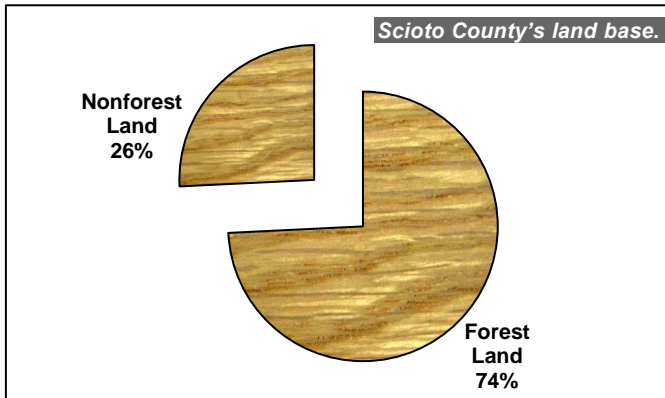 Scioto County’s land base.
Nonforest
Land
26%
Forest
Land
74%